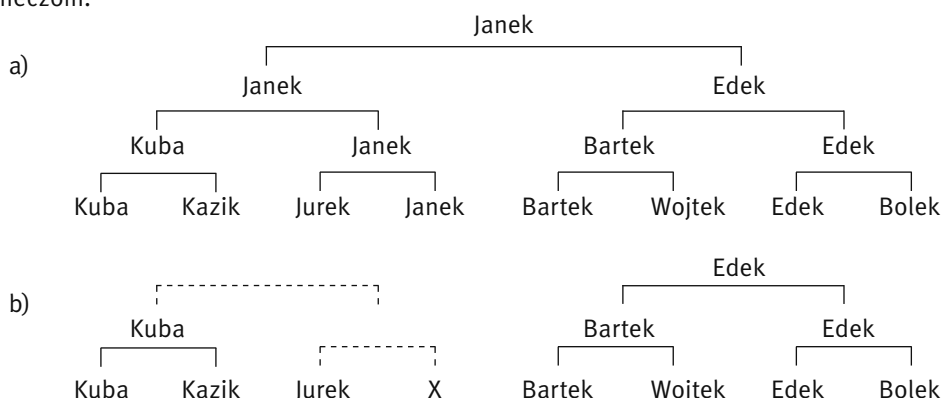 Janek
a)
Janek Edek
Kuba Janek Bartek Edek
Kuba Kazik Jurek Janek Bartek Wojtek Edek Bolek
Edek
b)
Kuba Bartek Edek
Kuba Kazik Jurek X Bartek Wojtek Edek Bolek